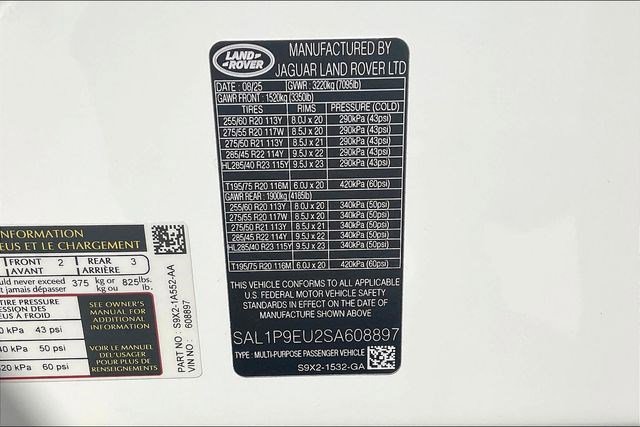 LAND-
ROVER
MANUFACTURED BY
JAGUAR LAND ROVER LTD
DATE : 08/25 GVWR: 3220kg (7095lb)
GAWR FRONT : 1520kg (3350lb)
TIRES RIMS PRESSURE (COLD)
255/60 R20 113Y 8.0J x 20 290kPa (43psi)
275/55 R20 117W 8.5J x 20 290kPa (43psi)
275/50 R21 113Y 8.5J x 21 290kPa (43psi)
285/45 R22 114Y 9.5J x 22 290kPa (43psi)
HL285/40 R23 115Y 9.5J x 23 290kPa (43psi)
T195/75 R20 116M 6.0J x 20 420kPa (60psi)
GAWR REAR : 1900kg (4185lb)
255/60 R20 113Y 8.0J x 20 340kPa (50psi)
275/55 R20 117W 8.5J x 20 340kPa (50psi)
275/50 R21 113Y 8.5J x 21 340kPa (50psi)
285/45 R22 114Y 9.5J x 22 340kPa (50psi)
HL285/40 R23 115Y 9.5J x 23 340kPa (50psi)
T195/75 R20 116M 6.0J x 20 420kPa (60psi)
THIS VEHICLE CONFORMS TO ALL APPLICABLE
U.S. FEDERAL MOTOR VEHICLE SAFETY
STANDARDS IN EFFECT ON THE DATE OF
MANUFACTURE SHOWN ABOVE.
SAL1P9EU2SA608897
TYPE : MULTI-PURPOSE PASSENGER VEHICLE
S9X2-1532-GA
INFORMATION
EUS ET LE CHARGEMENT
FRONT 2 REAR 3
AVANT ARRIÈRE
uld never exceed 375 kg or 825 lbs.
t jamais dépasser kg ou lb.
TIRE PRESSURE
ESSION DES
EU À FROID
0 kPa 43 psi
40 kPa 50 psi
20 kPa 60 psi
SEE OWNER'S
MANUAL FOR
ADDITIONAL
INFORMATION
VOIR LE MANUEL
DE L'USAGER
POUR PLUS DE
RENSEIGNEMENTS
PART NO : S9X2-1A552-AA
VIN NO : 608897